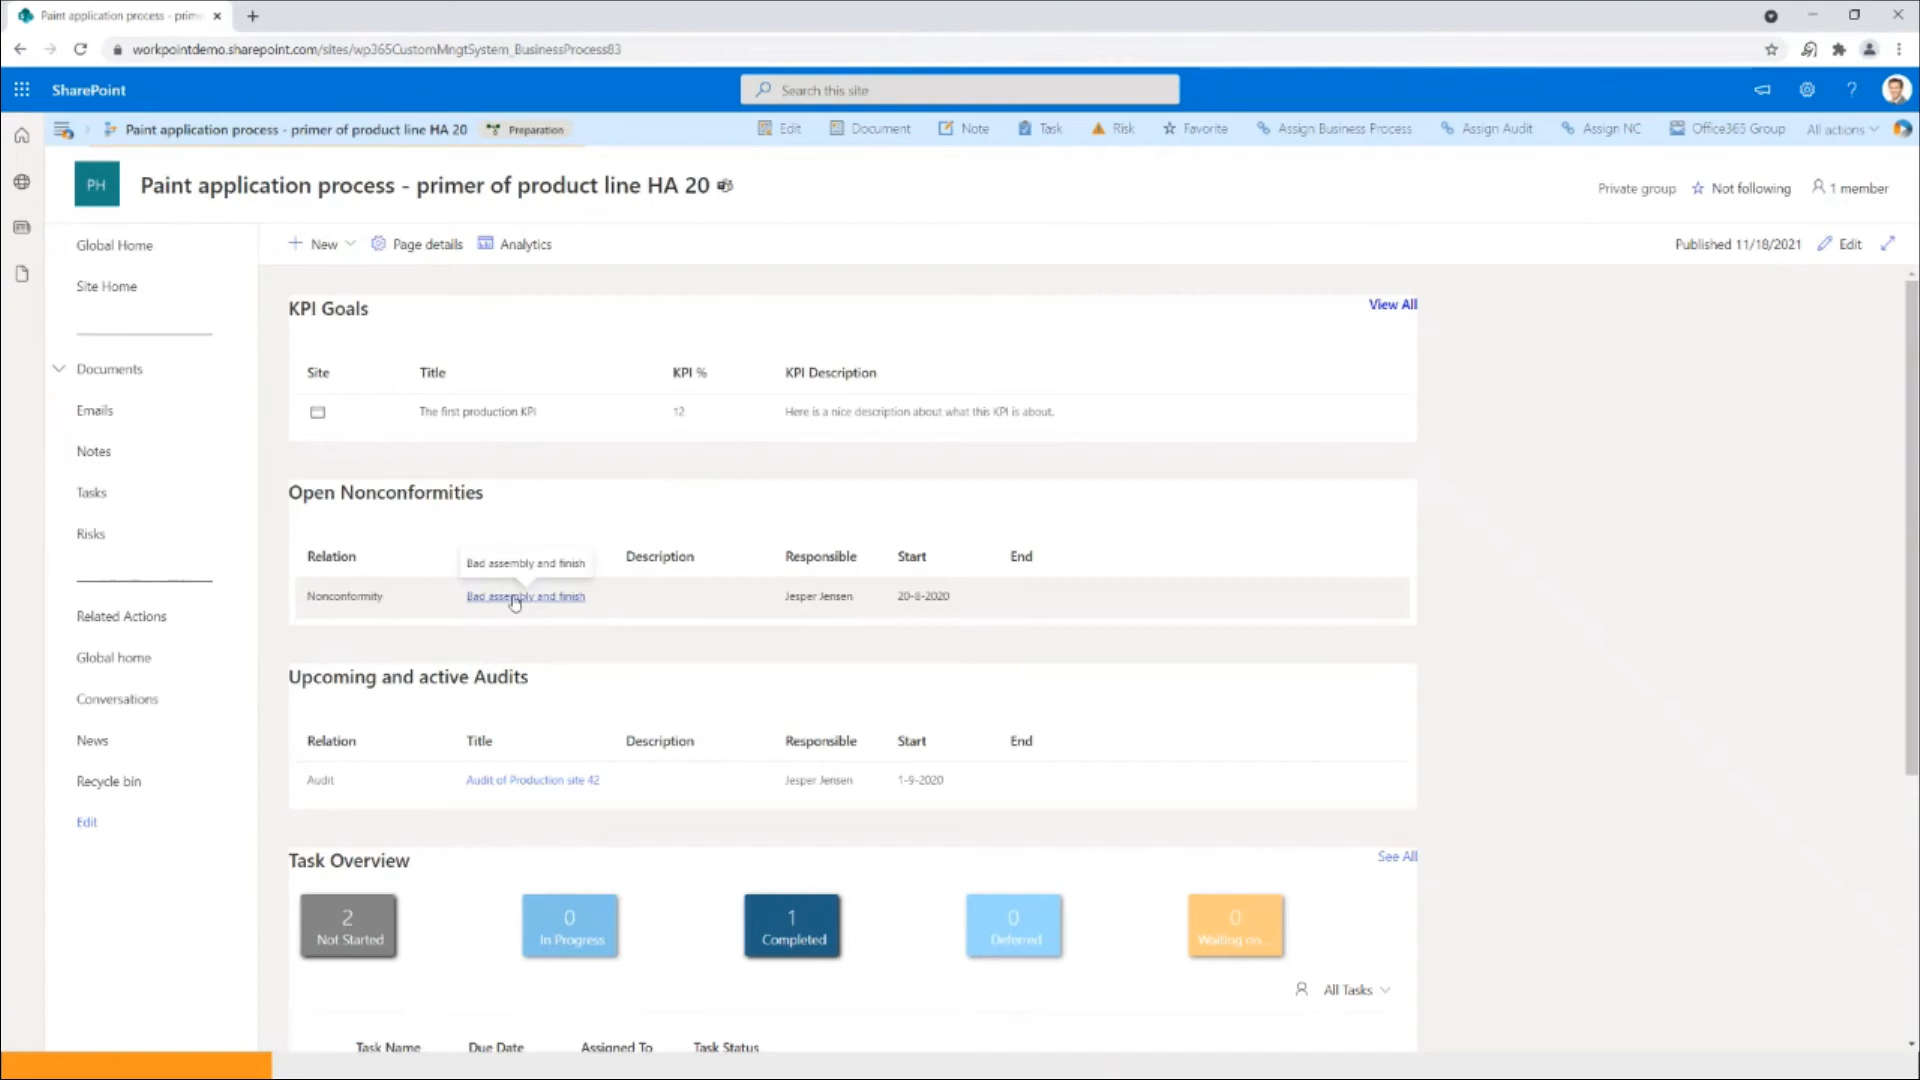 Paint application process - prime
workpointdemo.sharepoint.com/sites/wp365CustomMngtSystem_BusinessProcess83
SharePoint
Search this site
?
Paint application process - primer of product line HA 20
Preparation
Edit
Document
Note
Task
Risk
Favorite
Assign Business Process
Assign Audit
Assign NC
Office365 Group
All actions
PH
Paint application process - primer of product line HA 20
Private group
Not following
1 member
Global Home
Site Home
Documents
Emails
Notes
Tasks
Risks
Related Actions
Global home
Conversations
News
Recycle bin
Edit
New
Page details
Analytics
Published 11/18/2021
Edit
KPI Goals
View All
Site Title KPI % KPI Description
The first production KPI 12 Here is a nice description about what this KPI is about.
Open Nonconformities
Relation Description Responsible Start End
Bad assembly and finish
Nonconformity Bad assembly and finish Jesper Jensen 20-8-2020
Upcoming and active Audits
Relation Title Description Responsible Start End
Audit Audit of Production site 42 Jesper Jensen 1-9-2020
Task Overview
See All
2
Not Started
0
In Progress
1
Completed
0
Deferred
0
Waiting on...
All Tasks
Task Name Due Date Assigned To Task Status